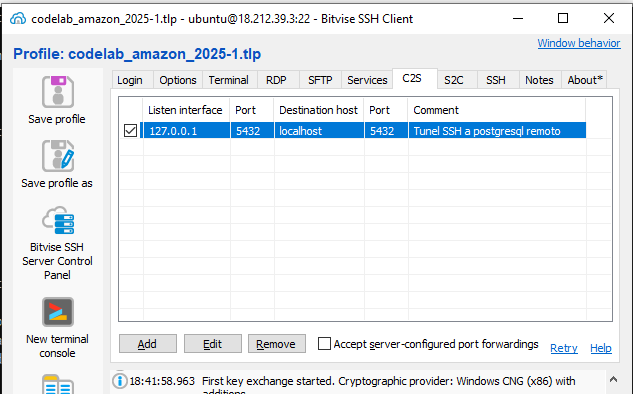 codelab_amazon_2025-1.tlp - ubuntu@18.212.39.3:22 - Bitvise SSH Client
Window behavior
Profile: codelab_amazon_2025-1.tlp
Save profile
Save profile as
Bitvise SSH
Server Control
Panel
New terminal
console
Login Options Terminal RDP SFTP Services C2S S2C SSH Notes About*
Listen interface Port Destination host Port Comment
127.0.0.1 5432 localhost 5432 Tunel SSH a postgresql remoto
Add Edit Remove Accept server-configured port forwardings Retry Help
18:41:58.963 First key exchange started. Cryptographic provider: Windows CNG (x86) with
additions